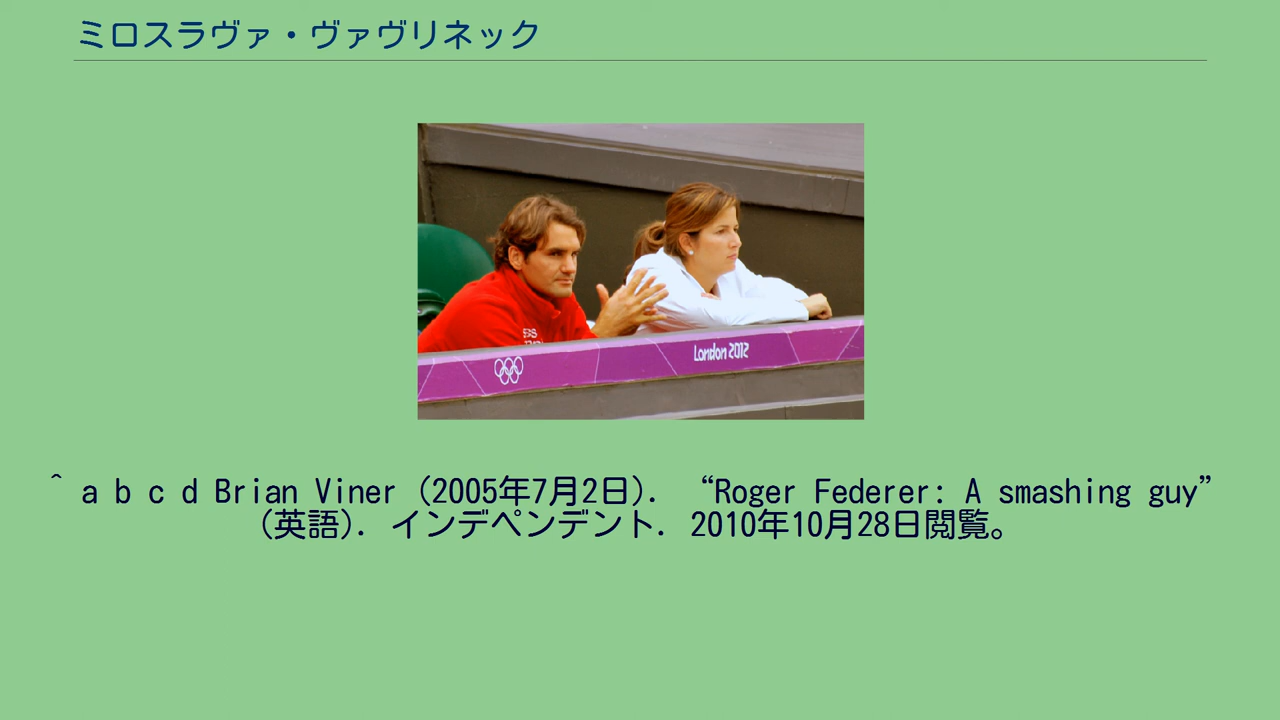 ミロスラヴァ・ヴァヴリネック
London 2012
^ a b c d Brian Viner (2005年7月2日). “Roger Federer: A smashing guy”
(英語). インデペンデント. 2010年10月28日閲覧。